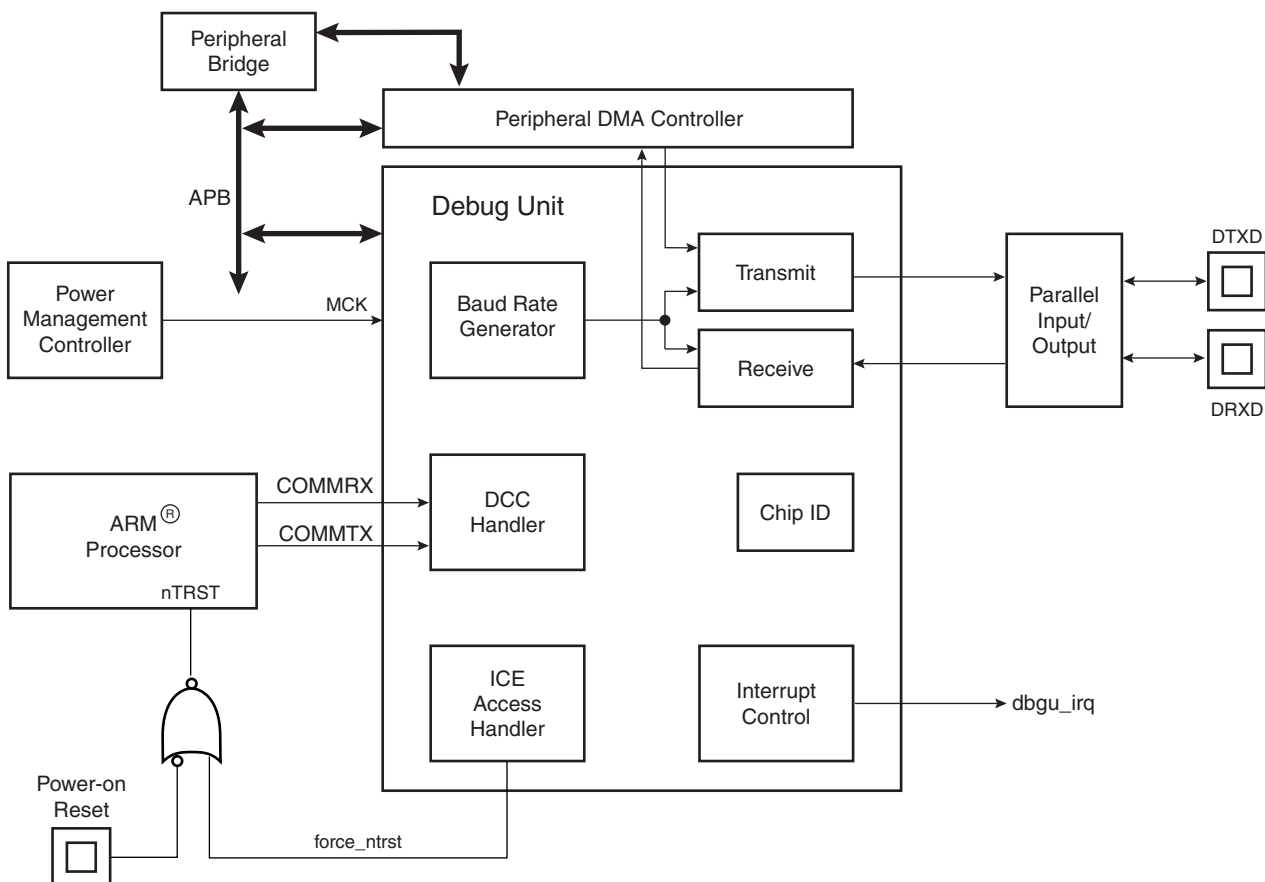 Peripheral
Bridge
Peripheral DMA Controller
APB
Debug Unit
Power
Management
Controller
MCK
Baud Rate
Generator
Transmit
Receive
Parallel
Input/
Output
DTXD
DRXD
ARM®
Processor
nTRST
COMMRX
COMMTX
DCC
Handler
Chip ID
ICE
Access
Handler
Interrupt
Control
dbgu_irq
Power-on
Reset
force_ntrst